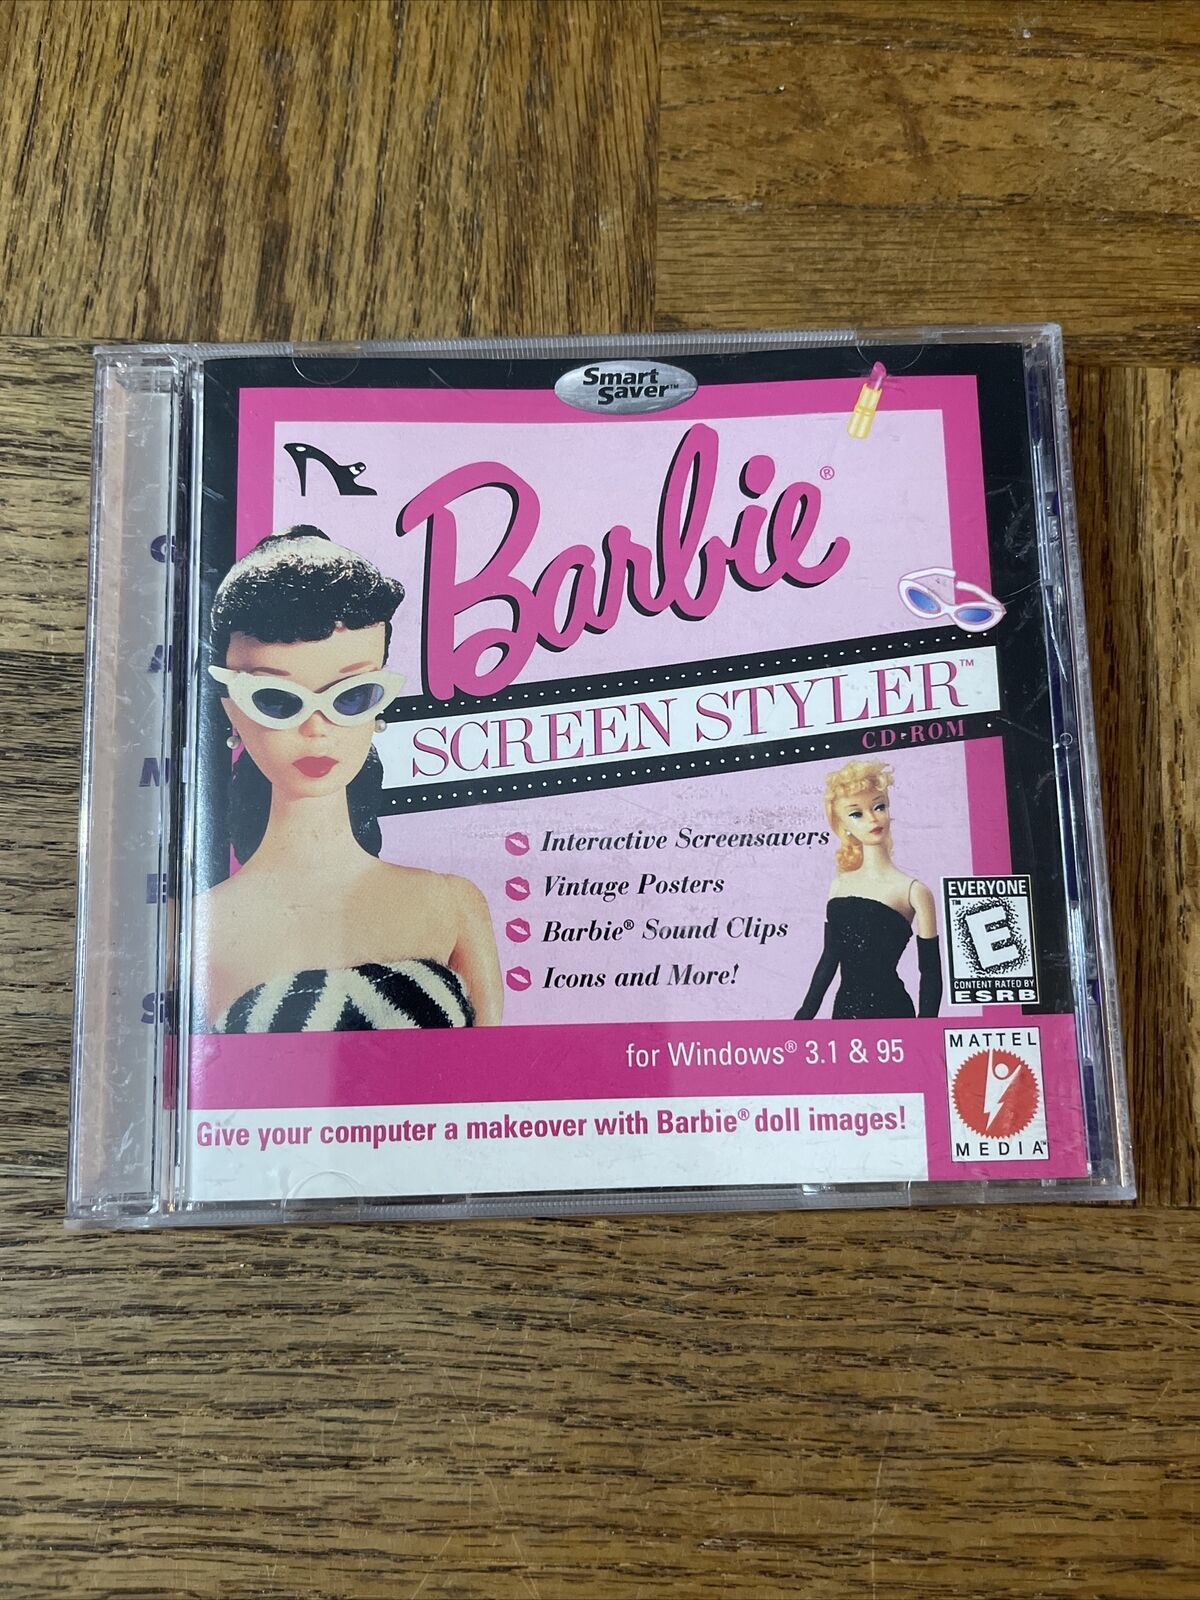 Smart
Saver™
Barbie®
SCREEN STYLER™
CD-ROM
Interactive Screensavers
Vintage Posters
Barbie® Sound Clips
Icons and More!
EVERYONE
™
E
CONTENT RATED BY
ESRB
for Windows® 3.1 & 95
MATTEL
MEDIA™
Give your computer a makeover with Barbie® doll images!